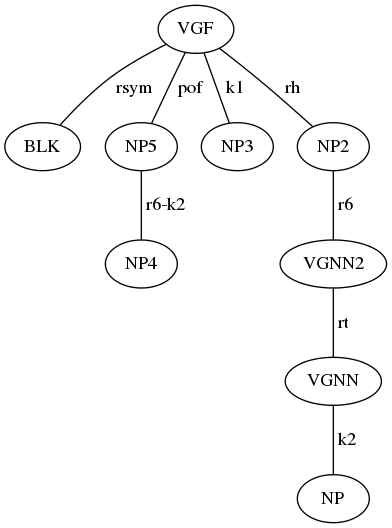 VGF
rsym pof k1 rh
BLK NP5 NP3 NP2
r6-k2 r6
NP4 VGNN2
rt
VGNN
k2
NP